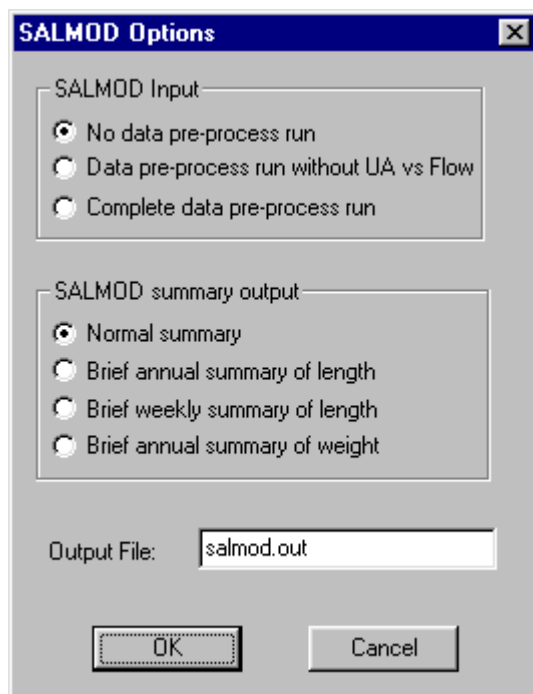 SALMOD Options
SALMOD Input
No data pre-process run
Data pre-process run without UA vs Flow
Complete data pre-process run
SALMOD summary output
Normal summary
Brief annual summary of length
Brief weekly summary of length
Brief annual summary of weight
Output File: salmod.out
OK Cancel